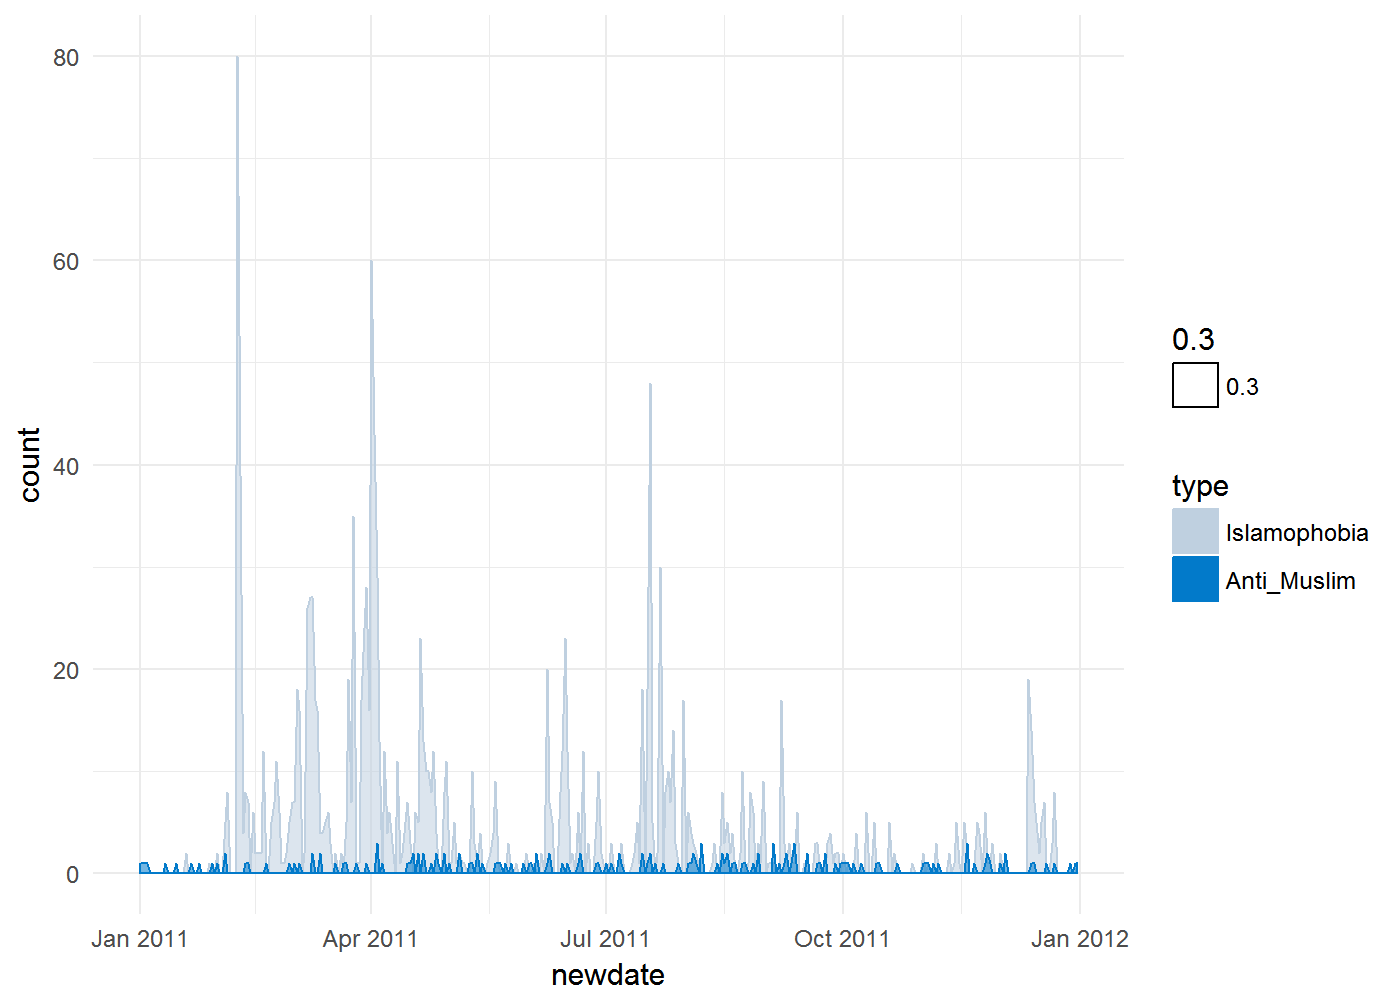 80
60
40
20
0
count
Jan 2011
Apr 2011
Jul 2011
Oct 2011
Jan 2012
newdate
0.3
0.3
type
Islamophobia
Anti_Muslim